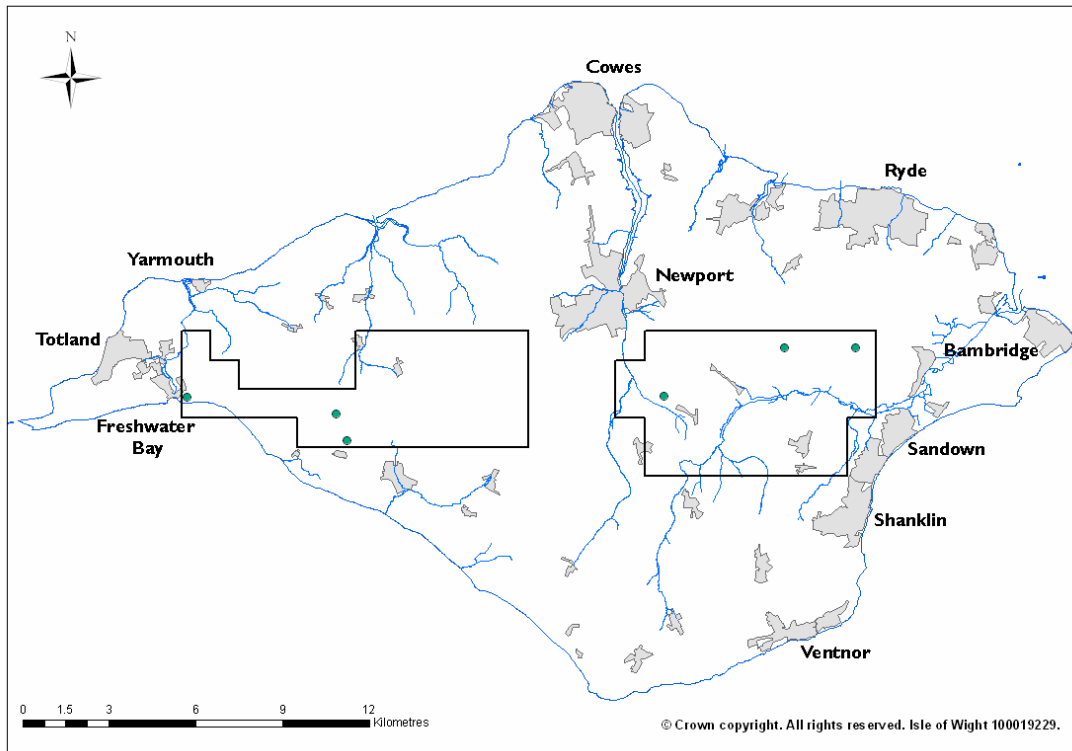 N
Cowes
Ryde
Yarmouth
Newport
Totland
Bambridge
Freshwater
Bay
Sandown
Shanklin
Ventnor
0 1.5 3 6 9 12
Kilometres
© Crown copyright. All rights reserved. Isle of Wight 100019229.